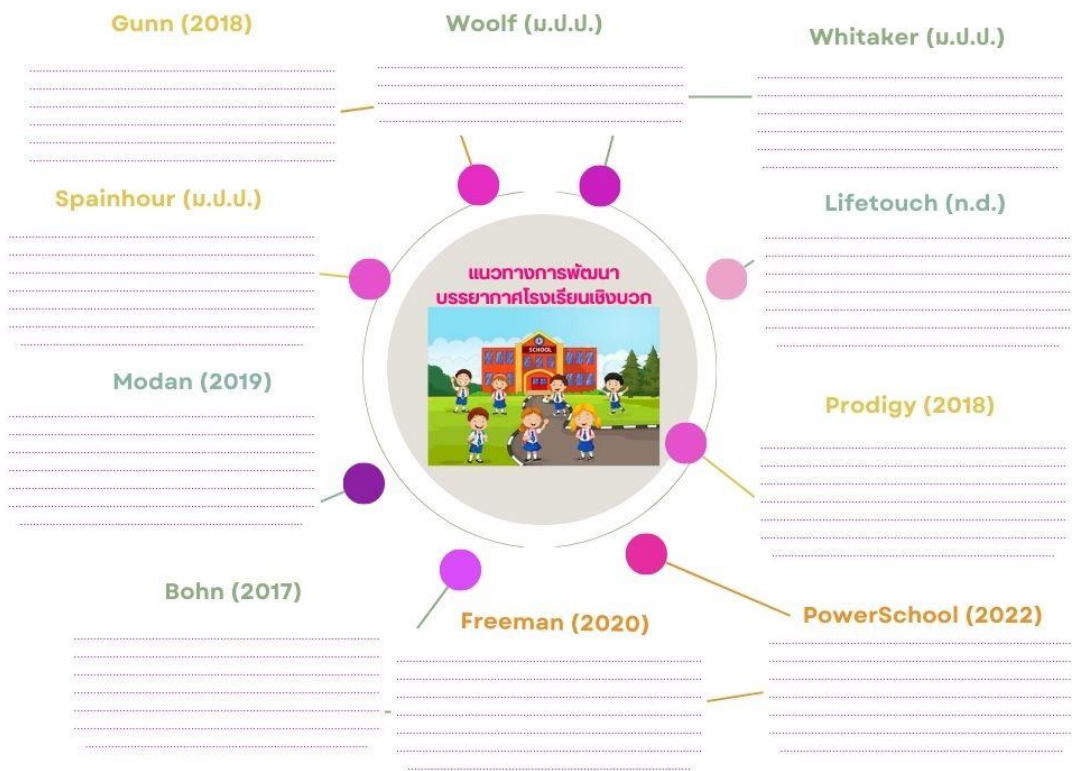 Gunn (2018)
Woolf (ม.ป.ป.)
Whitaker (ม.ป.ป.)
Spainhour (ม.ป.ป.)
Lifetouch (n.d.)
แนวทางการพัฒนา
บรรยากาศโรงเรียนเชิงบวก
SCHOOL
Modan (2019)
Prodigy (2018)
Bohn (2017)
Freeman (2020)
PowerSchool (2022)